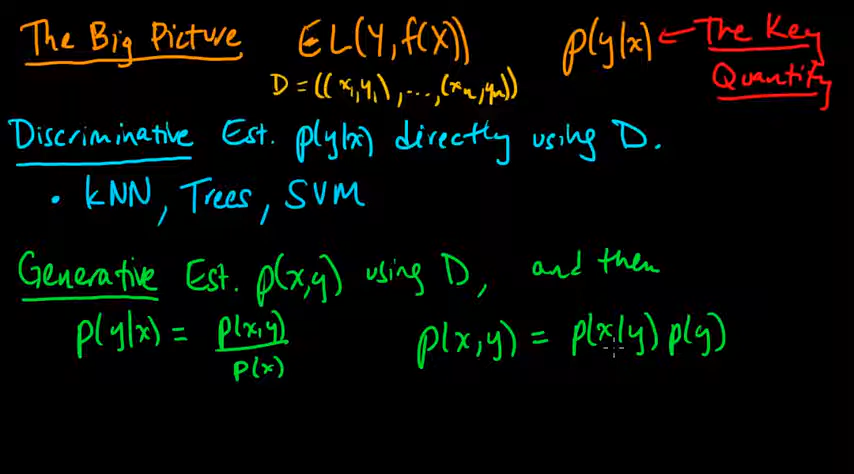 The Big Picture E L(Y, f(X)) p(y|x) ← The Key Quantity
D = ((x₁,y₁), ..., (xₙ,yₙ))
Discriminative Est. p(y|x) directly using D.
• kNN, Trees, SVM
Generative Est. p(x,y) using D, and then
p(y|x) = p(x,y) / p(x) p(x,y) = p(x|y) p(y)